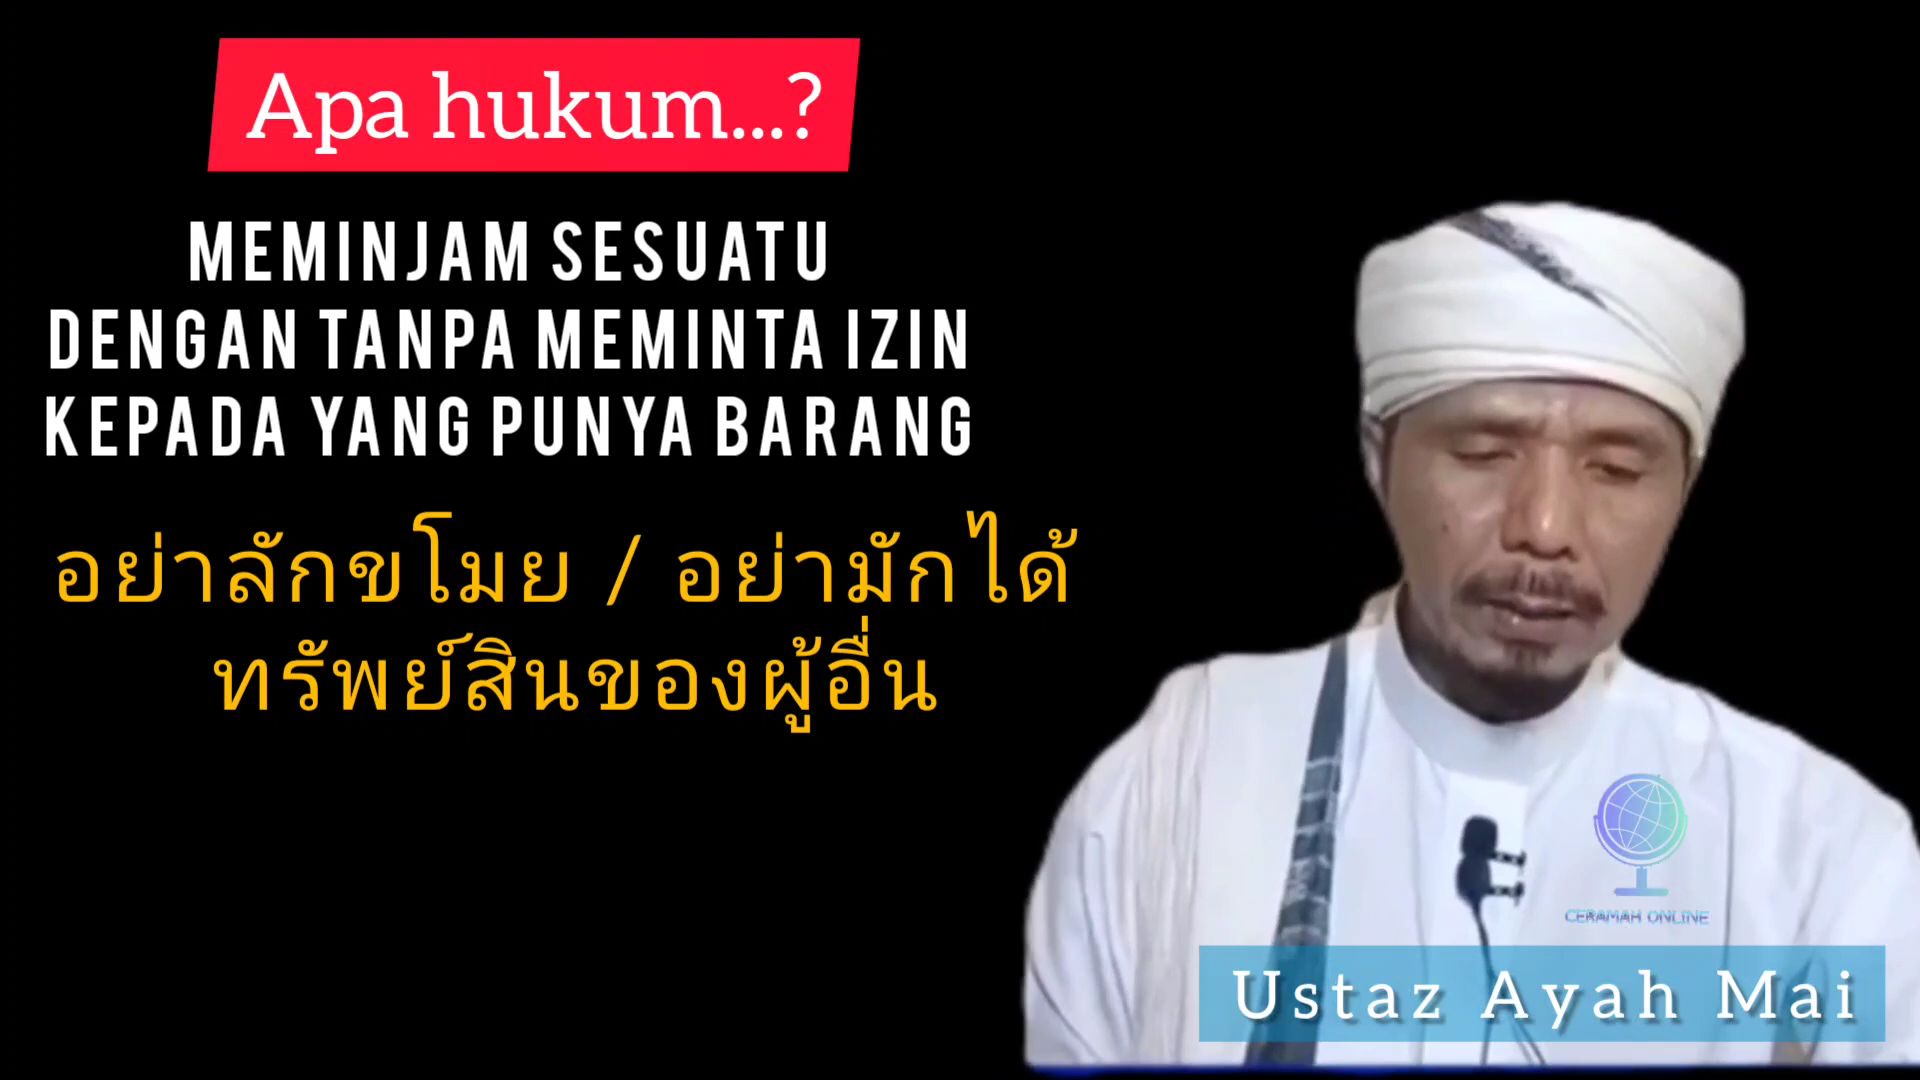 Apa hukum...?
MEMINJAM SESUATU
DENGAN TANPA MEMINTA IZIN
KEPADA YANG PUNYA BARANG
อย่าลักขโมย / อย่ามักได้
ทรัพย์สินของผู้อื่น
CERAMAH ONLINE
Ustaz Ayah Mai